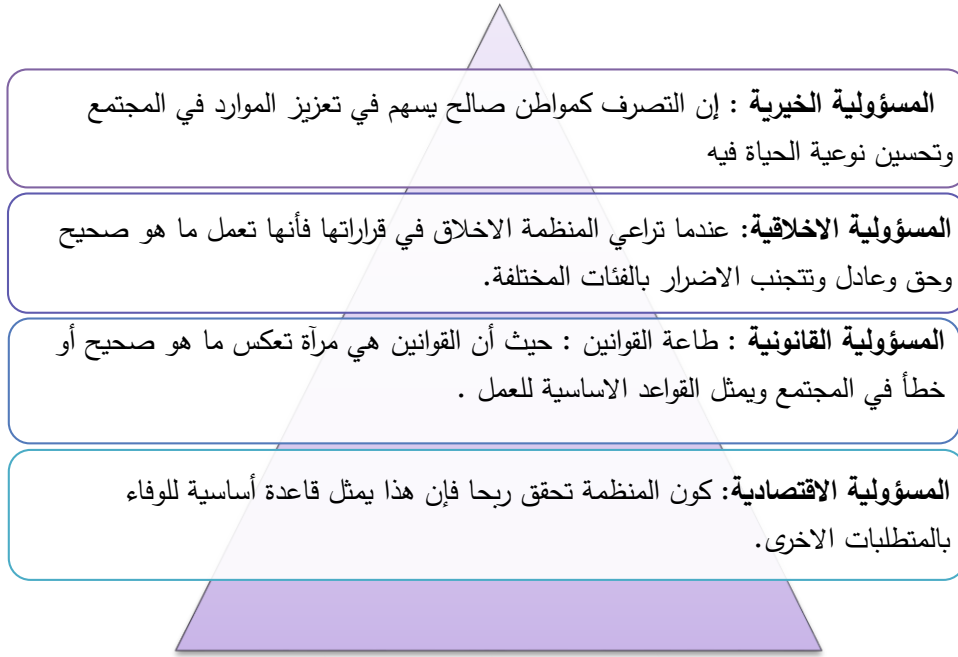 المسؤولية الخيرية : إن التصرف كمواطن صالح يسهم في تعزيز الموارد في المجتمع
وتحسين نوعية الحياة فيه
المسؤولية الاخلاقية: عندما تراعي المنظمة الاخلاق في قراراتها فأنها تعمل ما هو صحيح
وحق وعادل وتتجنب الاضرار بالفئات المختلفة.
المسؤولية القانونية : طاعة القوانين : حيث أن القوانين هي مرآة تعكس ما هو صحيح أو
خطأ في المجتمع ويمثل القواعد الاساسية للعمل .
المسؤولية الاقتصادية: كون المنظمة تحقق ربحا فإن هذا يمثل قاعدة أساسية للوفاء
بالمتطلبات الاخرى.